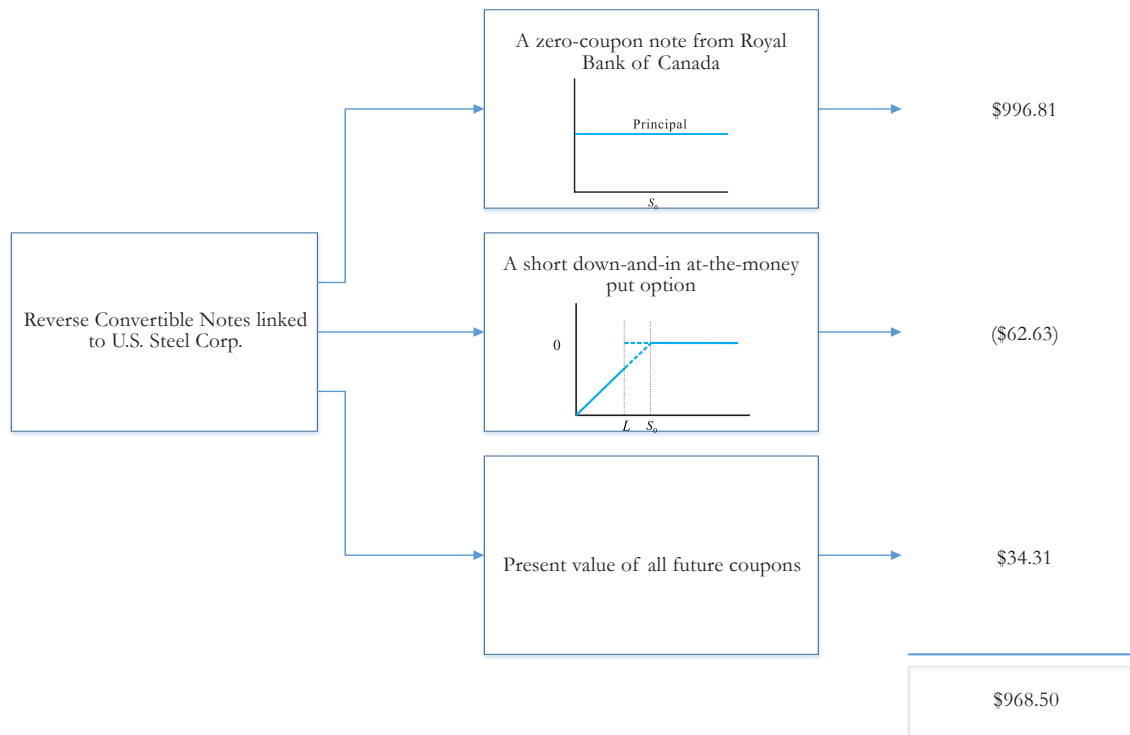 A zero-coupon note from Royal
Bank of Canada
Principal
S₀
$996.81
Reverse Convertible Notes linked
to U.S. Steel Corp.
A short down-and-in at-the-money
put option
0
L S₀
($62.63)
Present value of all future coupons
$34.31
$968.50